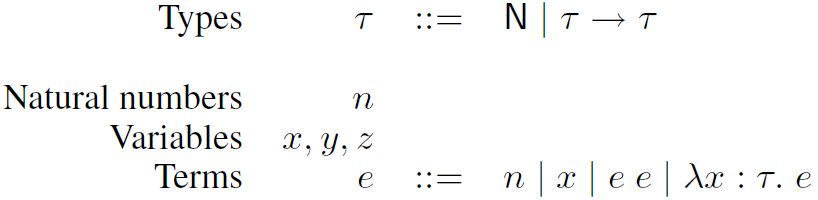 Types τ ::= N | τ → τ
Natural numbers n
Variables x, y, z
Terms e ::= n | x | e e | λx : τ. e